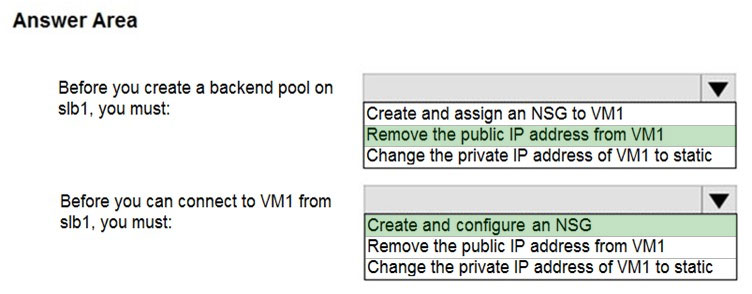 Answer Area
Before you create a backend pool on
slb1, you must:
Create and assign an NSG to VM1
Remove the public IP address from VM1
Change the private IP address of VM1 to static
Before you can connect to VM1 from
slb1, you must:
Create and configure an NSG
Remove the public IP address from VM1
Change the private IP address of VM1 to static